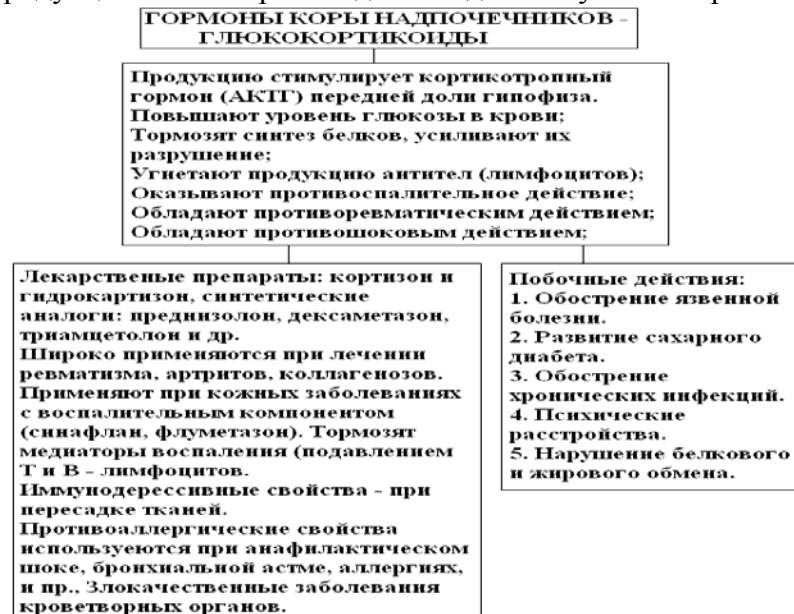 ГОРМОНЫ КОРЫ НАДПОЧЕЧНИКОВ -
ГЛЮКОКОРТИКОИДЫ
Продукцию стимулирует кортикотропный
гормон (АКТГ) передней доли гипофиза.
Повышают уровень глюкозы в крови;
Тормозят синтез белков, усиливают их
разрушение;
Угнетают продукцию антител (лимфоцитов);
Оказывают противоспалительное действие;
Обладают противоревматическим действием;
Обладают противошоковым действием;
Лекарственые препараты: кортизон и
гидрокартизон, синтетические
аналоги: преднизолон, дексаметазон,
триамцетолон и др.
Широко применяются при лечении
ревматизма, артритов, коллагенозов.
Применяют при кожных заболеваниях
с воспалительным компонентом
(синафлан, флуметазон). Тормозят
медиаторы воспаления (подавлением
Т и В - лимфоцитов.
Иммунодерессивные свойства - при
пересадке тканей.
Противоаллергические свойства
используеются при анафилактическом
шоке, бронхиальной астме, аллергиях,
и пр., Злокачественные заболевания
кроветворных органов.
Побочные действия:
1. Обострение язвенной
болезни.
2. Развитие сахарного
диабета.
3. Обострение
хронических инфекций.
4. Психические
расстройства.
5. Нарушение белкового
и жирового обмена.